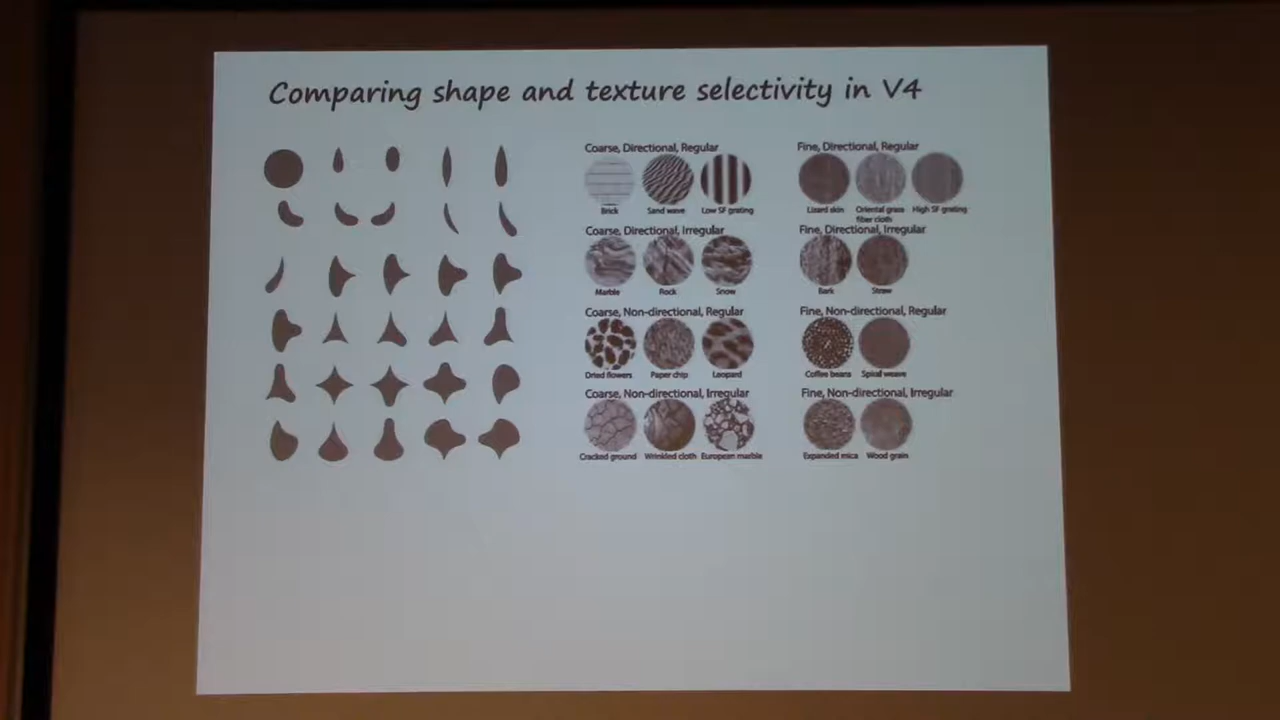 Comparing shape and texture selectivity in V4
Coarse, Directional, Regular
Brick
Sand wave
Low SF grating
Fine, Directional, Regular
Lizard skin
Oriental grass fiber cloth
High SF grating
Coarse, Directional, Irregular
Marble
Rock
Snow
Fine, Directional, Irregular
Bark
Straw
Coarse, Non-directional, Regular
Dried flowers
Paper chip
Leopard
Fine, Non-directional, Regular
Coffee beans
Spiral weave
Coarse, Non-directional, Irregular
Cracked ground
Wrinkled cloth
European marble
Fine, Non-directional, Irregular
Expanded mica
Wood grain